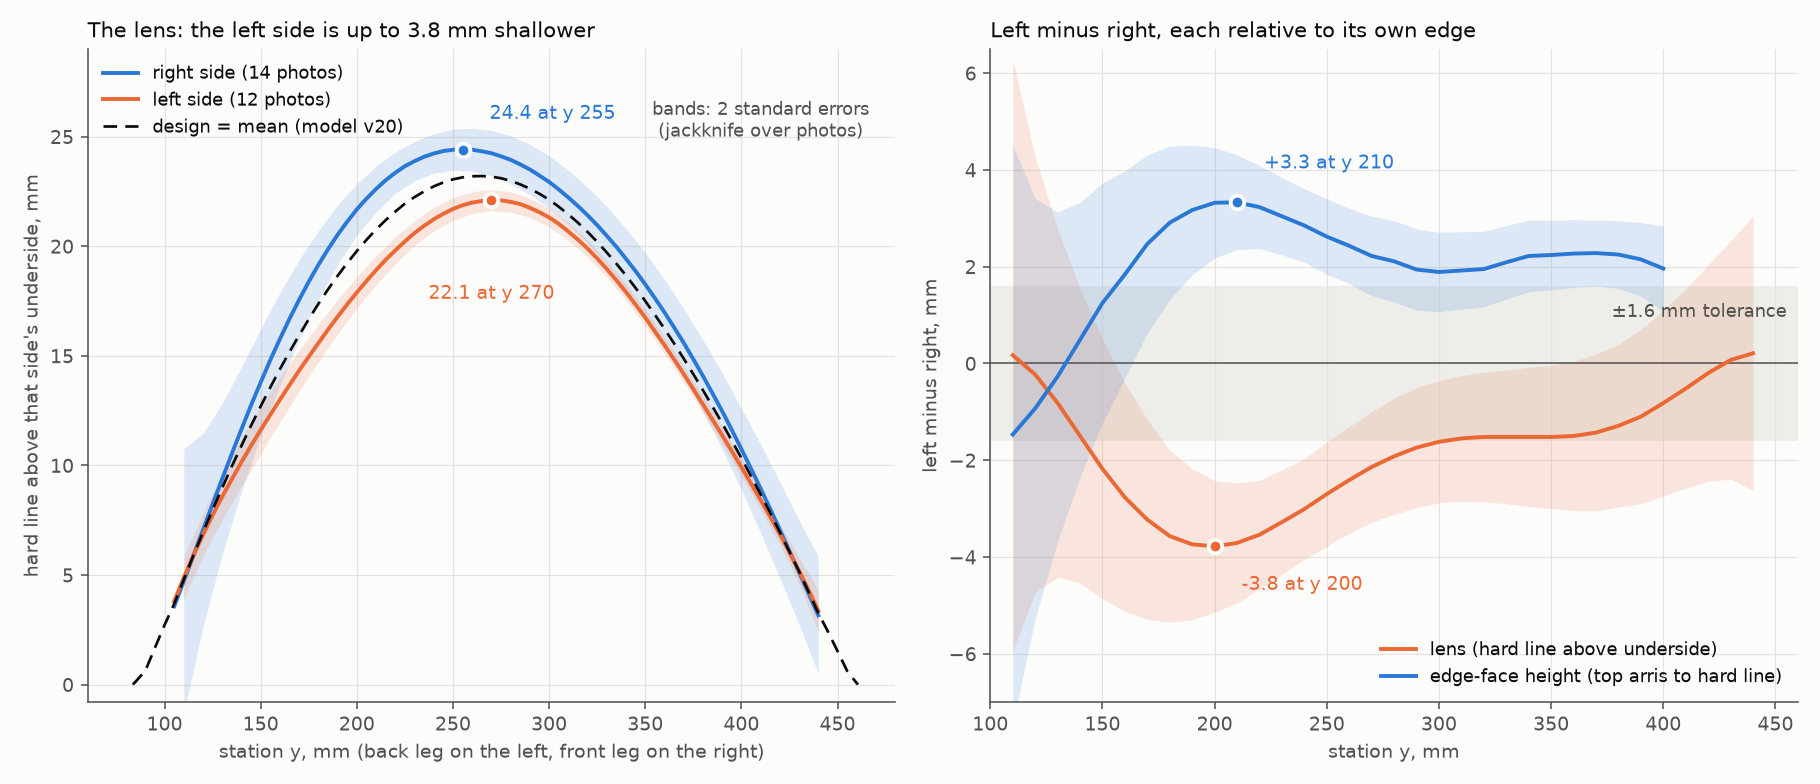 The lens: the left side is up to 3.8 mm shallower
right side (14 photos)
left side (12 photos)
design = mean (model v20)
24.4 at y 255
bands: 2 standard errors
(jackknife over photos)
22.1 at y 270
hard line above that side's underside, mm
25
20
15
10
5
0
100
150
200
250
300
350
400
450
station y, mm (back leg on the left, front leg on the right)
Left minus right, each relative to its own edge
+3.3 at y 210
±1.6 mm tolerance
-3.8 at y 200
lens (hard line above underside)
edge-face height (top arris to hard line)
left minus right, mm
6
4
2
0
−2
−4
−6
100
150
200
250
300
350
400
450
station y, mm